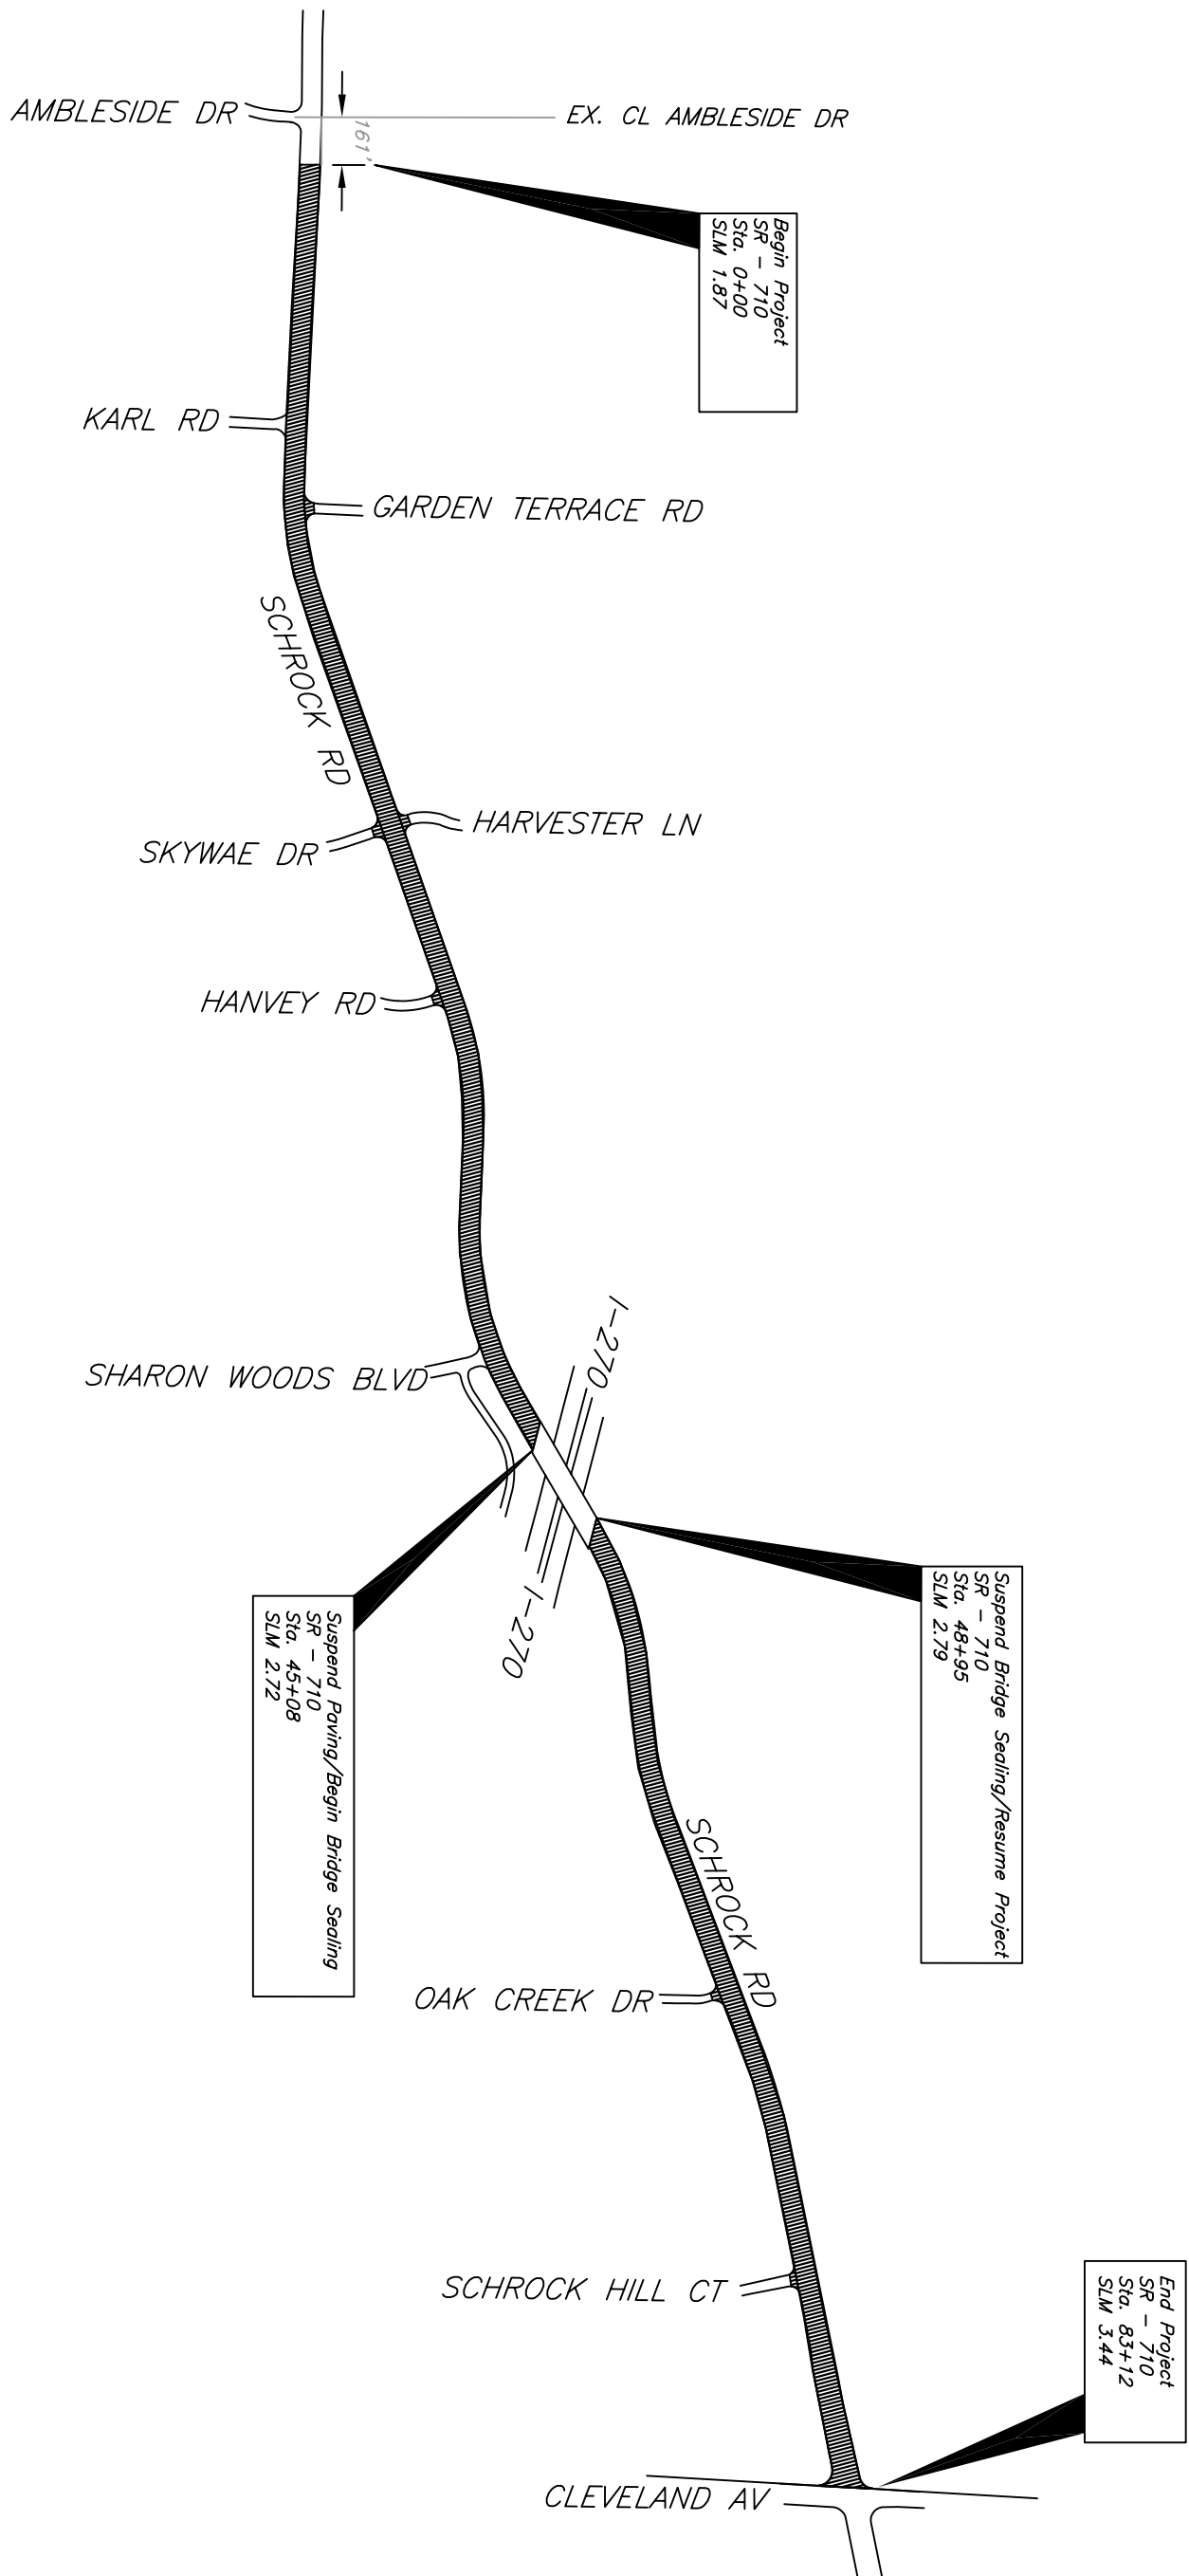 AMBLESIDE DR
EX. CL AMBLESIDE DR
161'
Begin Project
SR - 710
Sta. 0+00
SLM 1.87
KARL RD
GARDEN TERRACE RD
SCHROCK RD
HARVESTER LN
SKYWAE DR
HANVEY RD
I-270
SHARON WOODS BLVD
I-270
Suspend Bridge Sealing/Resume Project
SR - 710
Sta. 48+95
SLM 2.79
Suspend Paving/Begin Bridge Sealing
SR - 710
Sta. 45+08
SLM 2.72
SCHROCK RD
OAK CREEK DR
SCHROCK HILL CT
End Project
SR - 710
Sta. 83+12
SLM 3.44
CLEVELAND AV